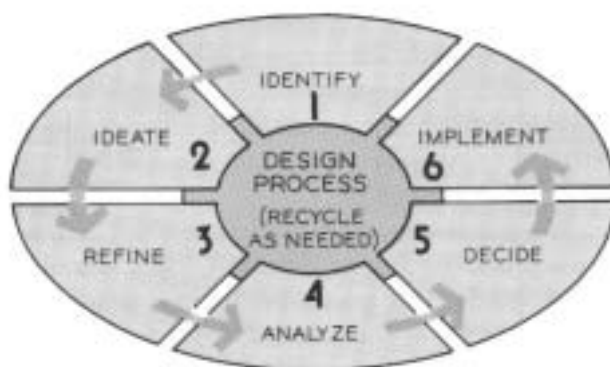 IDENTIFY
1
IDEATE
2
REFINE
3
ANALYZE
4
DECIDE
5
IMPLEMENT
6
DESIGN
PROCESS
(RECYCLE
AS NEEDED)